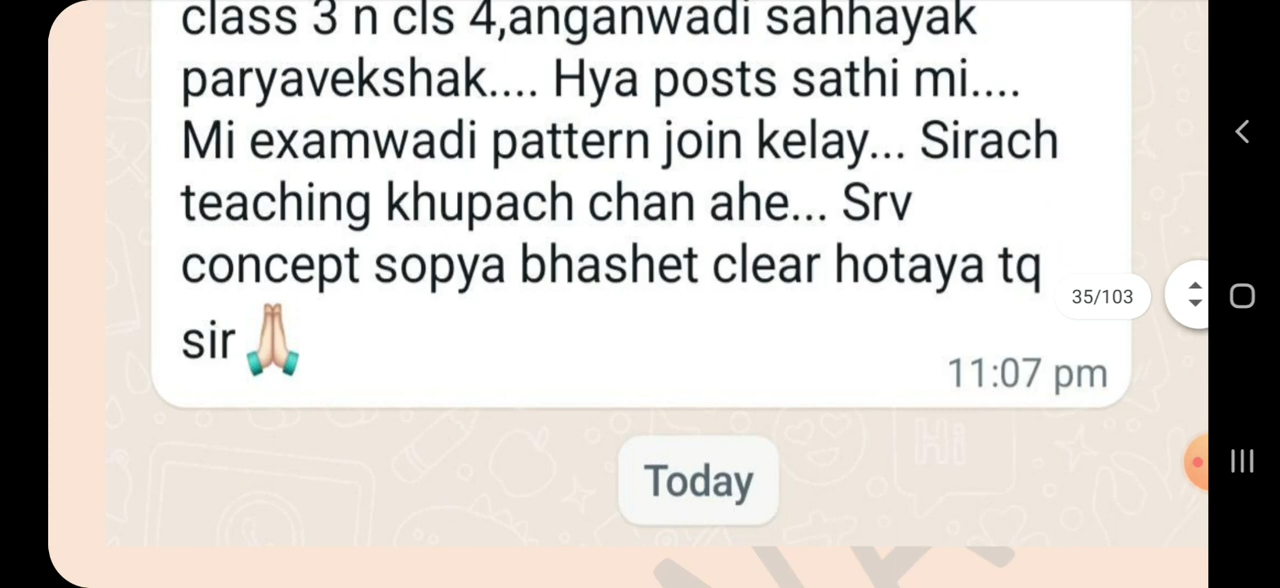 class 3 n cls 4,anganwadi sahhayak
paryavekshak.... Hya posts sathi mi....
Mi examwadi pattern join kelay... Sirach
teaching khupach chan ahe... Srv
concept sopya bhashet clear hotaya tq
sir🙏🏻
11:07 pm
35/103
Today
Hi